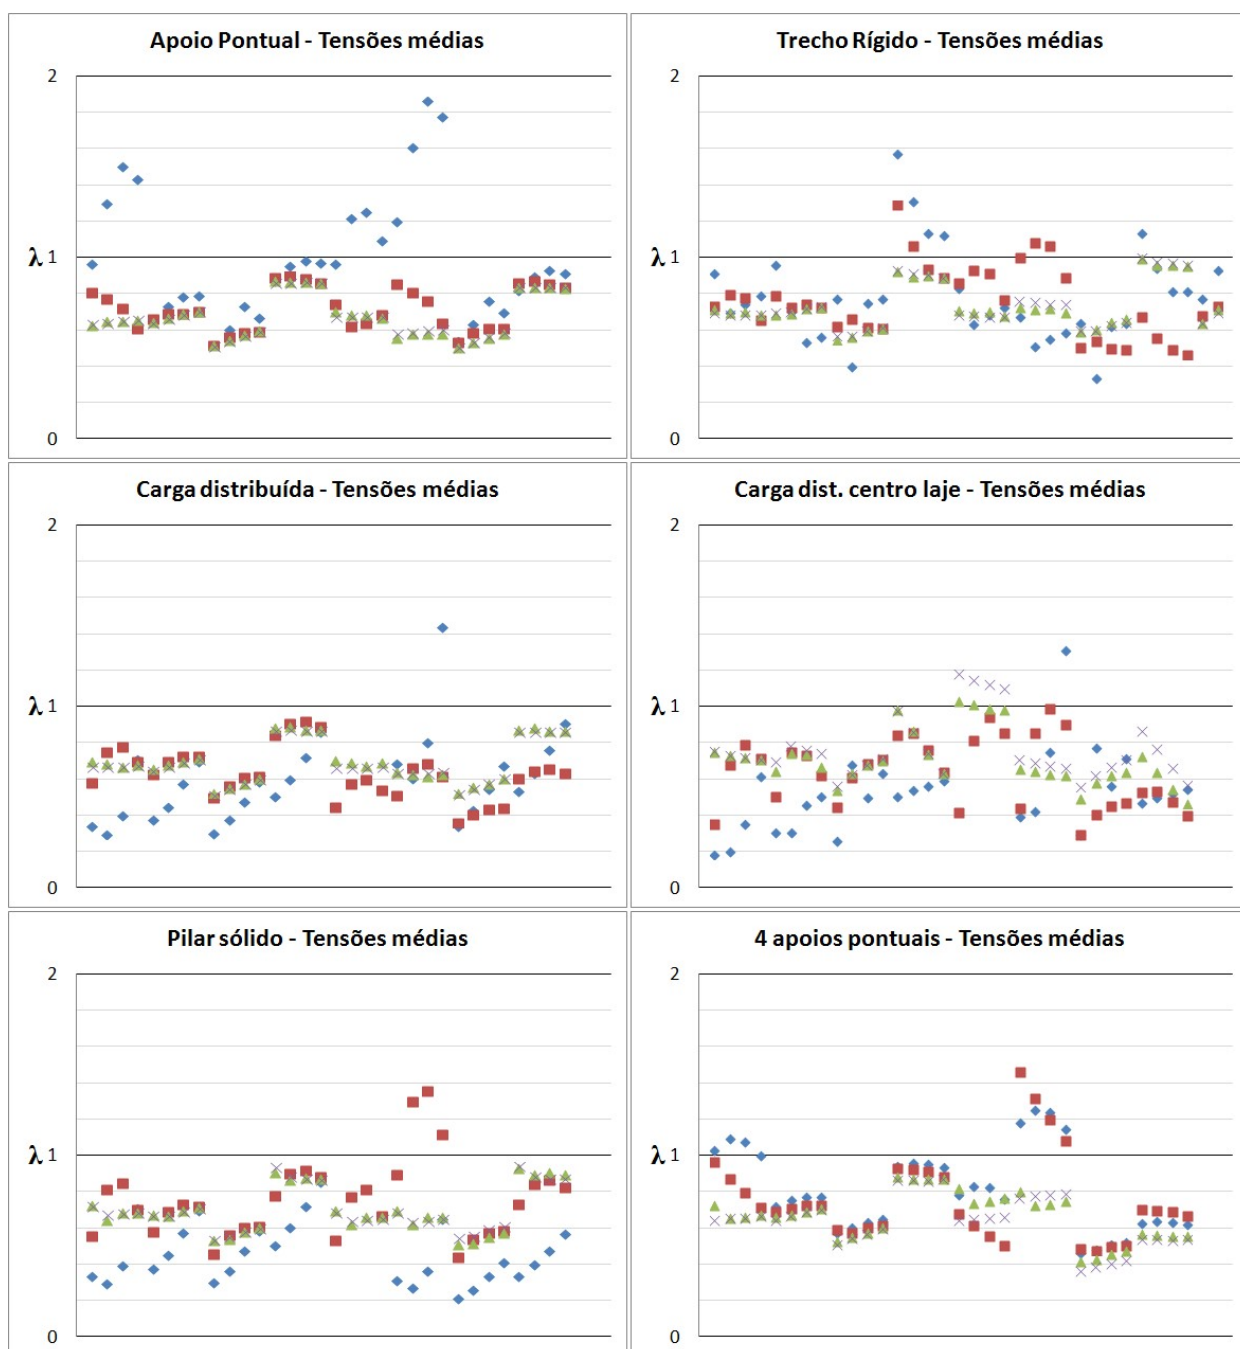 Apoio Pontual - Tensões médias
2
λ 1
0
Trecho Rígido - Tensões médias
2
λ 1
0
Carga distribuída - Tensões médias
2
λ 1
0
Carga dist. centro laje - Tensões médias
2
λ 1
0
Pilar sólido - Tensões médias
2
λ 1
0
4 apoios pontuais - Tensões médias
2
λ 1
0